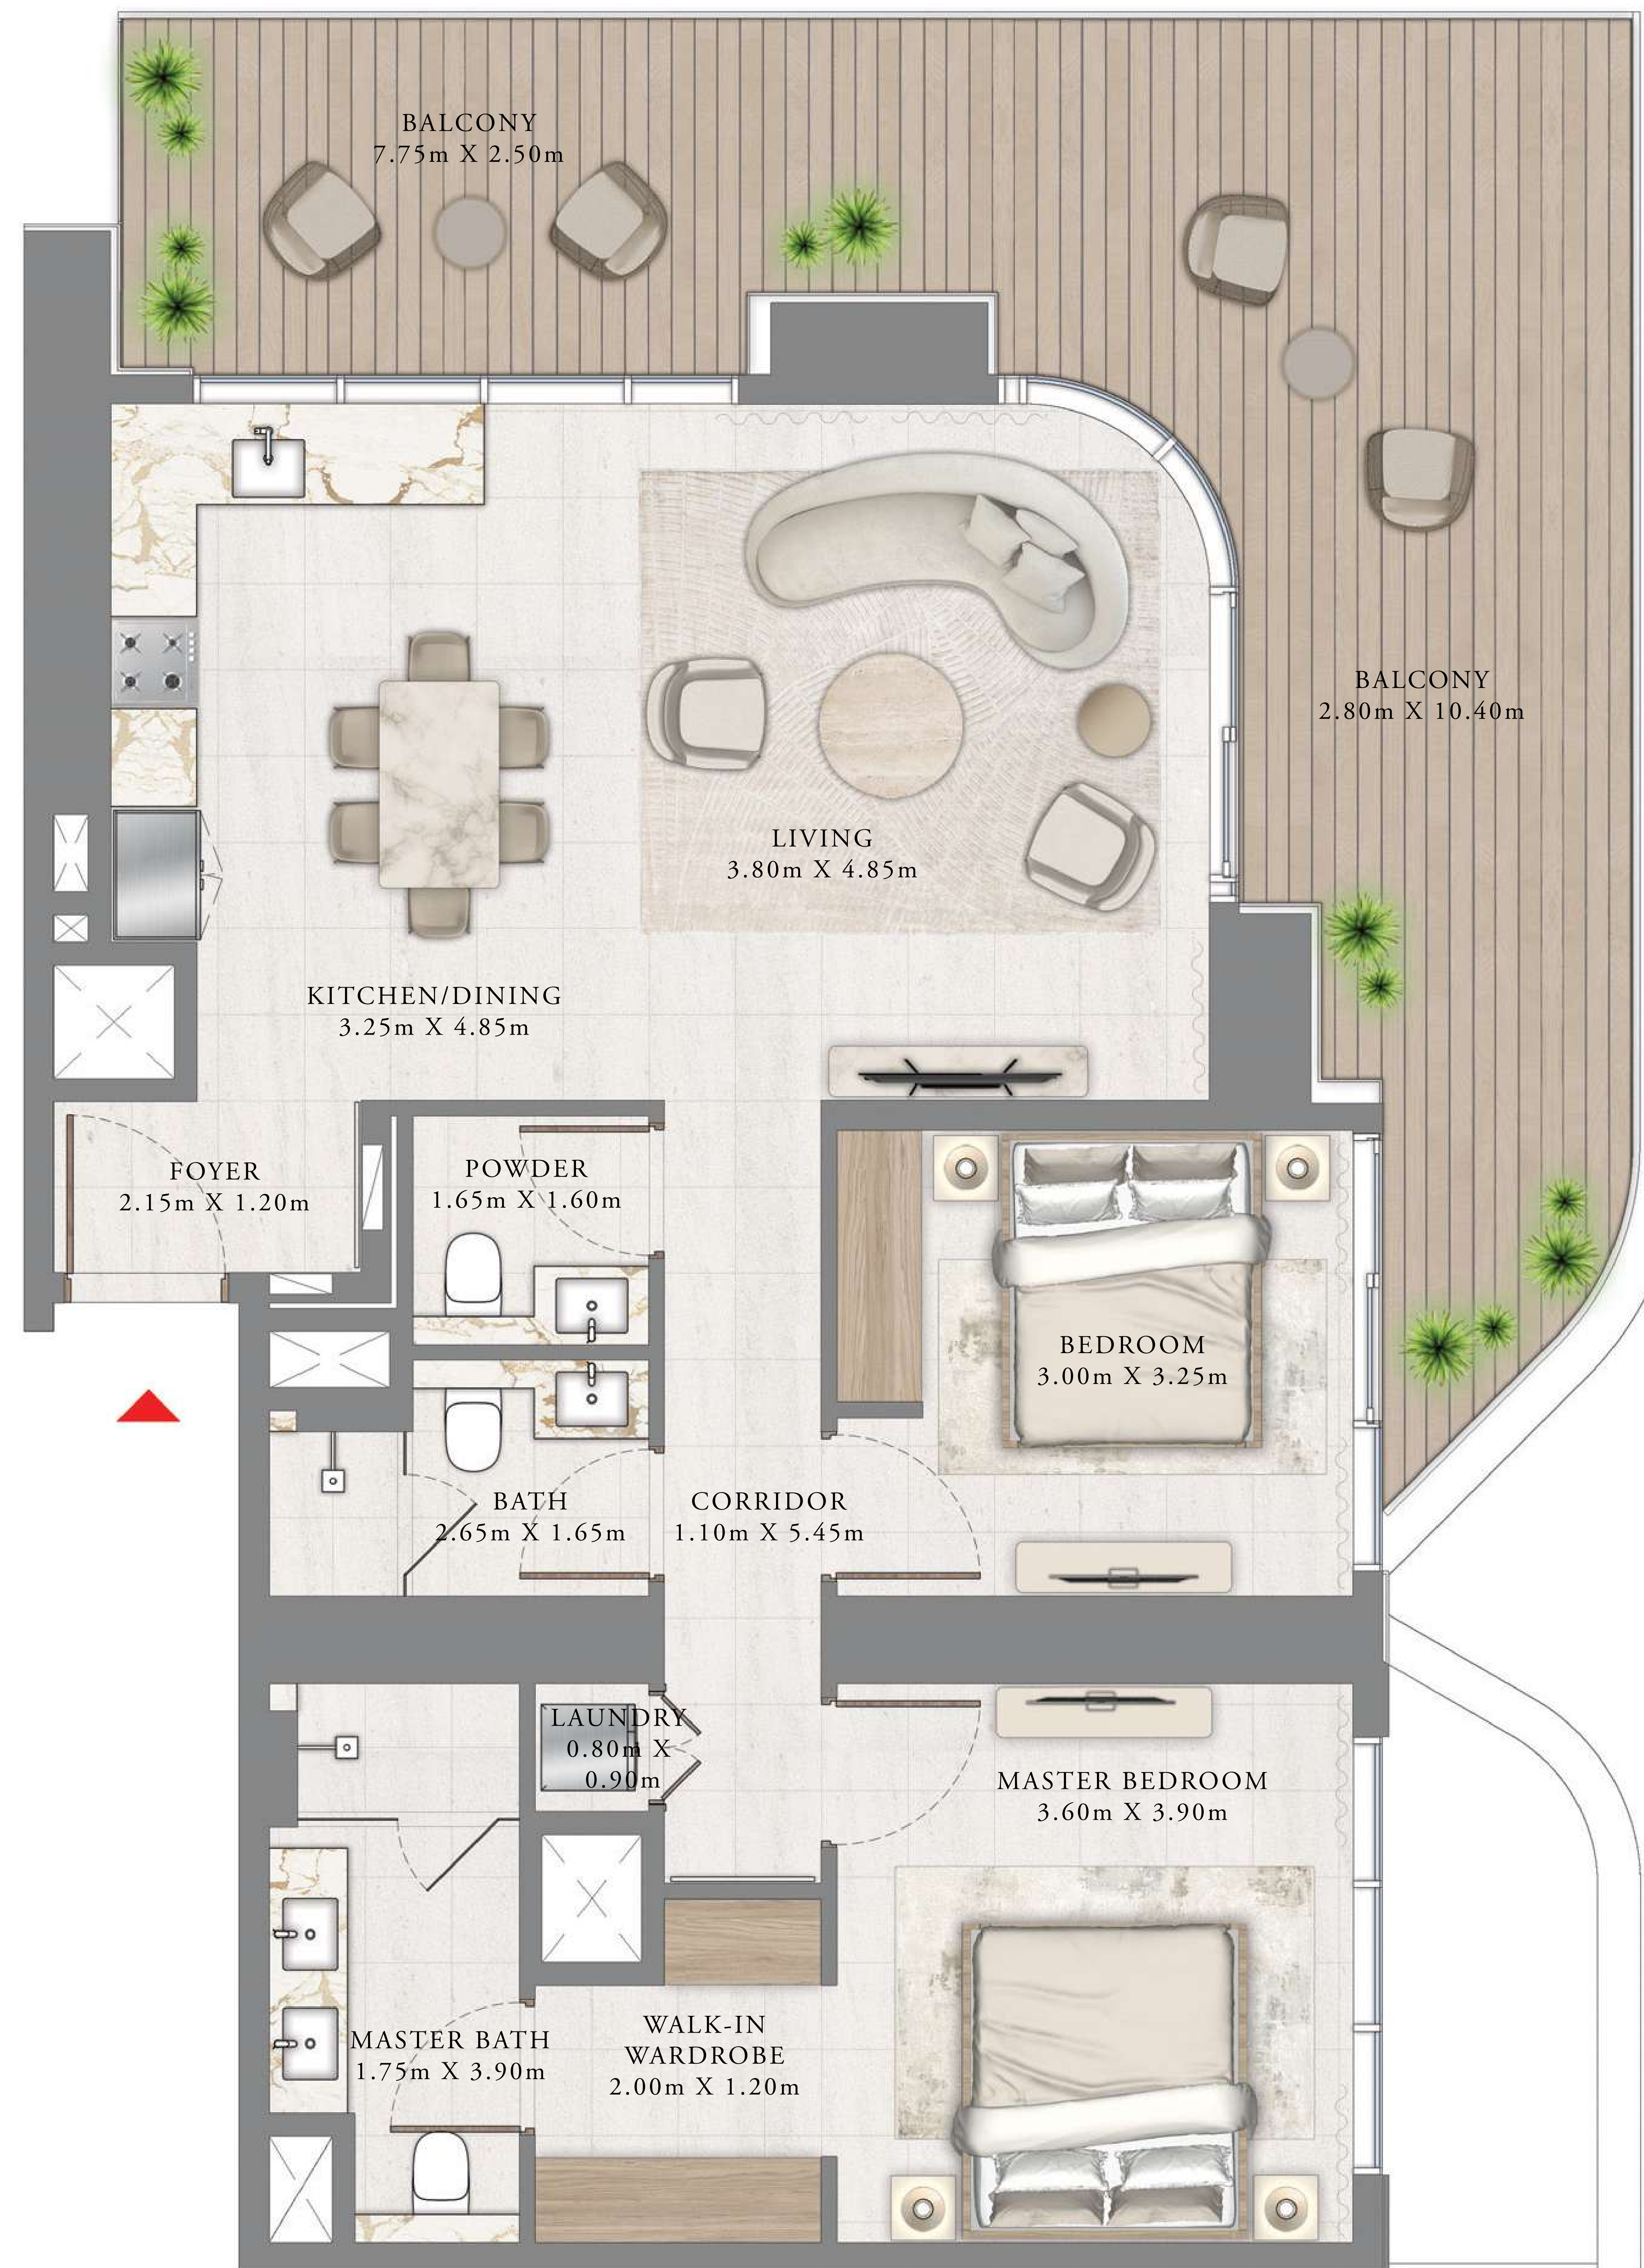 BALCONY
7.75m X 2.50m
BALCONY
2.80m X 10.40m
LIVING
3.80m X 4.85m
KITCHEN/DINING
3.25m X 4.85m
FOYER
2.15m X 1.20m
POWDER
1.65m X 1.60m
BEDROOM
3.00m X 3.25m
BATH
2.65m X 1.65m
CORRIDOR
1.10m X 5.45m
LAUNDRY
0.80m X
0.90m
MASTER BEDROOM
3.60m X 3.90m
MASTER BATH
1.75m X 3.90m
WALK-IN
WARDROBE
2.00m X 1.20m